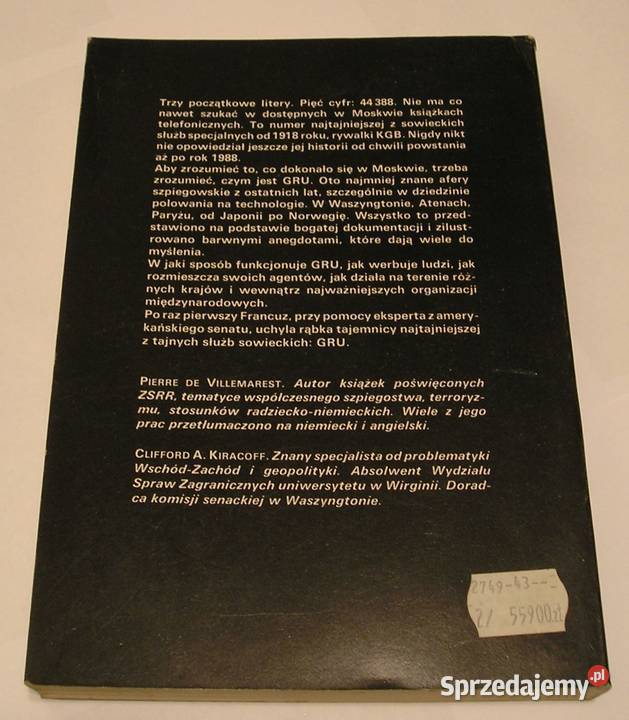 Trzy początkowe litery. Pięć cyfr: 44388. Nie ma co
nawet szukać w dostępnych w Moskwie książkach
telefonicznych. To numer najtajniejszej z sowieckich
służb specjalnych od 1918 roku, rywalki KGB. Nigdy nikt
nie opowiedział jeszcze jej historii od chwili powstania
aż po rok 1988.
Aby zrozumieć to, co dokonało się w Moskwie, trzeba
zrozumieć, czym jest GRU. Oto najmniej znane afery
szpiegowskie z ostatnich lat, szczególnie w dziedzinie
polowania na technologie. W Waszyngtonie, Atenach,
Paryżu, od Japonii po Norwegię. Wszystko to przed-
stawiono na podstawie bogatej dokumentacji i zilust-
rowano barwnymi anegdotami, które dają wiele do
myślenia.
W jaki sposób funkcjonuje GRU, jak werbuje ludzi, jak
rozmieszcza swoich agentów, jak działa na terenie róż-
nych krajów i wewnątrz najważniejszych organizacji
międzynarodowych.
Po raz pierwszy Francuz, przy pomocy eksperta z amery-
kańskiego senatu, uchyla rąbka tajemnicy najtajniejszej
z tajnych służb sowieckich: GRU.
PIERRE DE VILLEMAREST. Autor książek poświęconych
ZSRR, tematyce współczesnego szpiegostwa, terroryz-
mu, stosunków radziecko-niemieckich. Wiele z jego
prac przetłumaczono na niemiecki i angielski.
CLIFFORD A. KIRACOFF. Znany specjalista od problematyki
Wschód-Zachód i geopolityki. Absolwent Wydziału
Spraw Zagranicznych uniwersytetu w Wirginii. Dorad-
ca komisji senackiej w Waszyngtonie.
2749-43--
2/ 55900zł
Sprzedajemy.pl